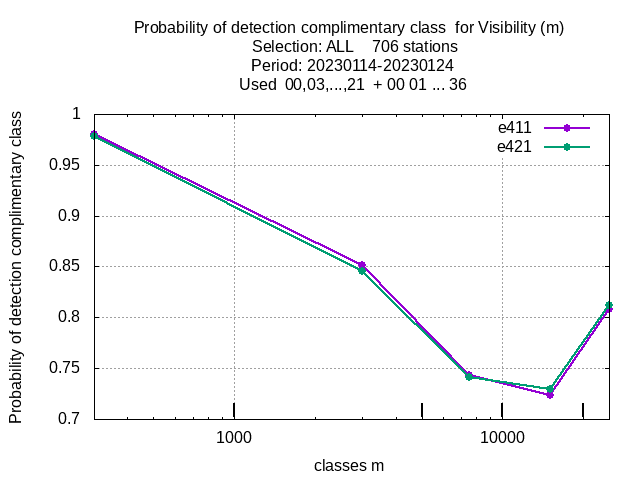 Probability of detection complimentary class  for Visibility (m)
Selection: ALL    706 stations
Period: 20230114-20230124
Used  00,03,...,21  + 00 01 ... 36
Probability of detection complimentary class
1
0.95
0.9
0.85
0.8
0.75
0.7
e411
e421
1000
10000
classes m